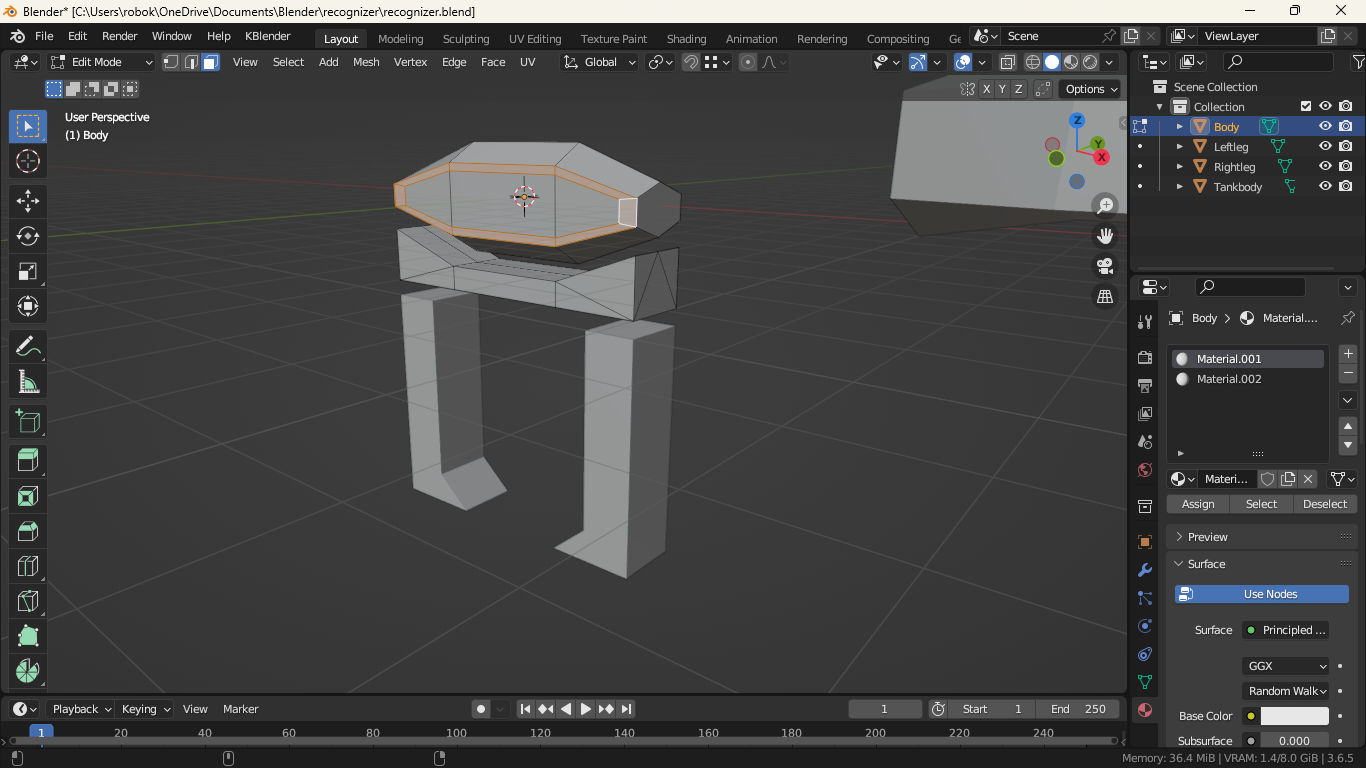 Blender* [C:\Users\robok\OneDrive\Documents\Blender\recognizer\recognizer.blend]
File Edit Render Window Help KBlender Layout Modeling Sculpting UV Editing Texture Paint Shading Animation Rendering Compositing Ge Scene ViewLayer
Edit Mode View Select Add Mesh Vertex Edge Face UV Global
X Y Z Options
User Perspective
(1) Body
Z
Y
X
Scene Collection
Collection
Body
Leftleg
Rightleg
Tankbody
Body > Material....
Material.001
Material.002
Materi...
Assign Select Deselect
Preview
Surface
Use Nodes
Surface Principled ...
GGX
Random Walk
Base Color
Subsurface 0.000
Playback Keying View Marker 1 Start 1 End 250
1 20 40 60 80 100 120 140 160 180 200 220 240
Memory: 36.4 MiB | VRAM: 1.4/8.0 GiB | 3.6.5